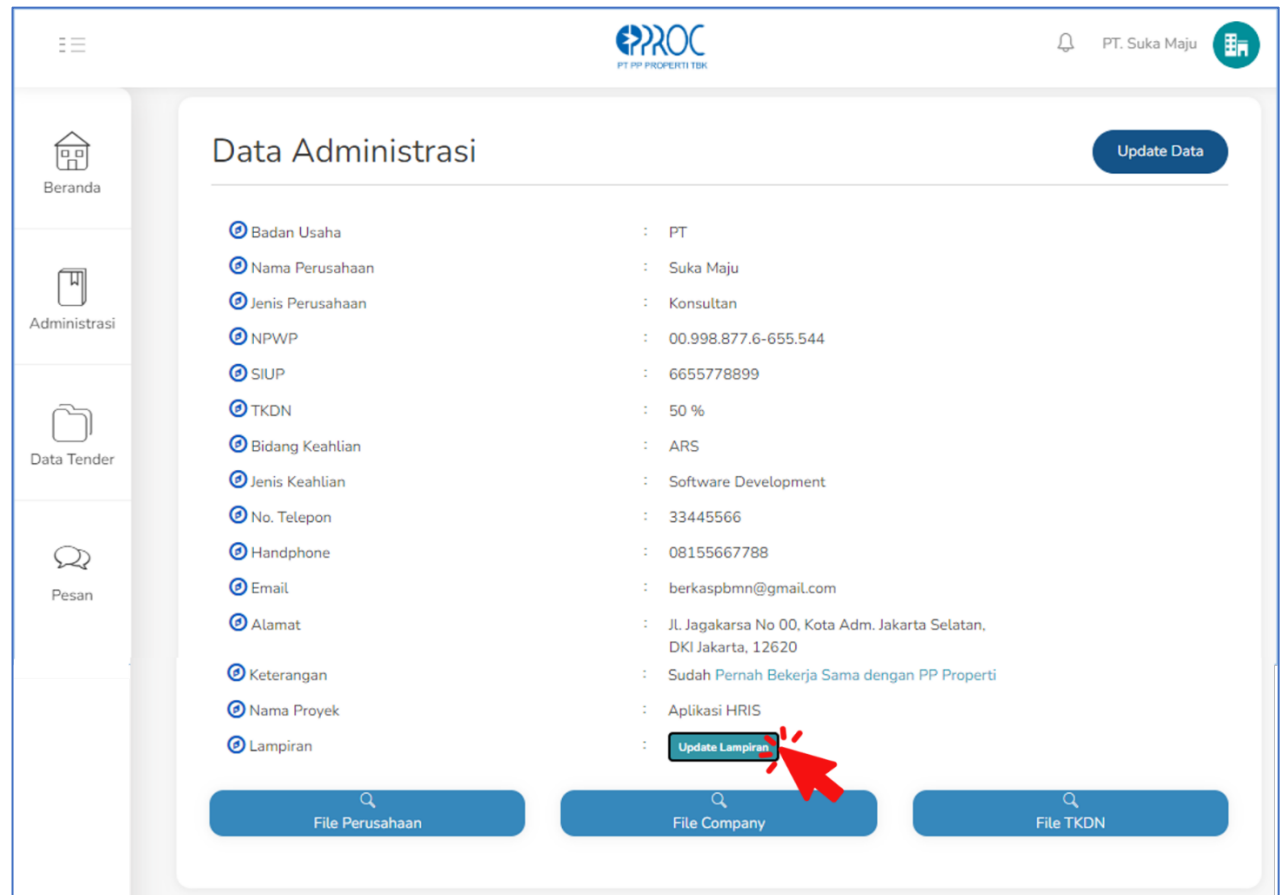 EPROC
PT PP PROPERTI TBK
PT. Suka Maju
Beranda
Administrasi
Data Tender
Pesan
Data Administrasi
Update Data
Badan Usaha : PT
Nama Perusahaan : Suka Maju
Jenis Perusahaan : Konsultan
NPWP : 00.998.877.6-655.544
SIUP : 6655778899
TKDN : 50 %
Bidang Keahlian : ARS
Jenis Keahlian : Software Development
No. Telepon : 33445566
Handphone : 08155667788
Email : berkaspbmn@gmail.com
Alamat : Jl. Jagakarsa No 00, Kota Adm. Jakarta Selatan,
DKI Jakarta, 12620
Keterangan : Sudah Pernah Bekerja Sama dengan PP Properti
Nama Proyek : Aplikasi HRIS
Lampiran : Update Lampiran
File Perusahaan
File Company
File TKDN